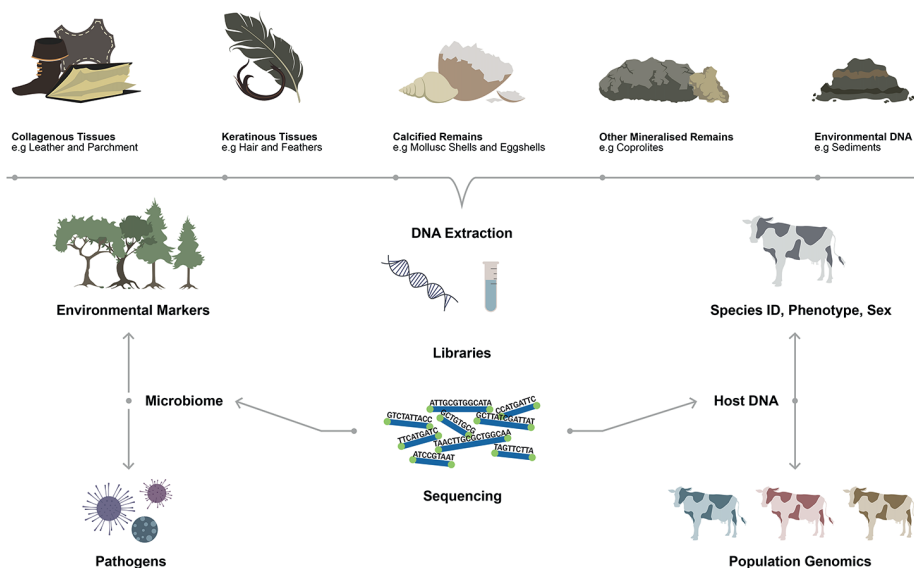 Collagenous Tissues
e.g Leather and Parchment
Keratinous Tissues
e.g Hair and Feathers
Calcified Remains
e.g Mollusc Shells and Eggshells
Other Mineralised Remains
e.g Coprolites
Environmental DNA
e.g Sediments
DNA Extraction
Environmental Markers
Species ID, Phenotype, Sex
Libraries
Microbiome
Host DNA
ATTGCGTGGCATA
CCATGATTC
GTCTATTACC
GCTGTGCG
GCTTATCGATTAT
TTCATGATC
TAACTTGCGCTGGCAA
ATCCGTAAT
TAGTTCTTA
Sequencing
Pathogens
Population Genomics